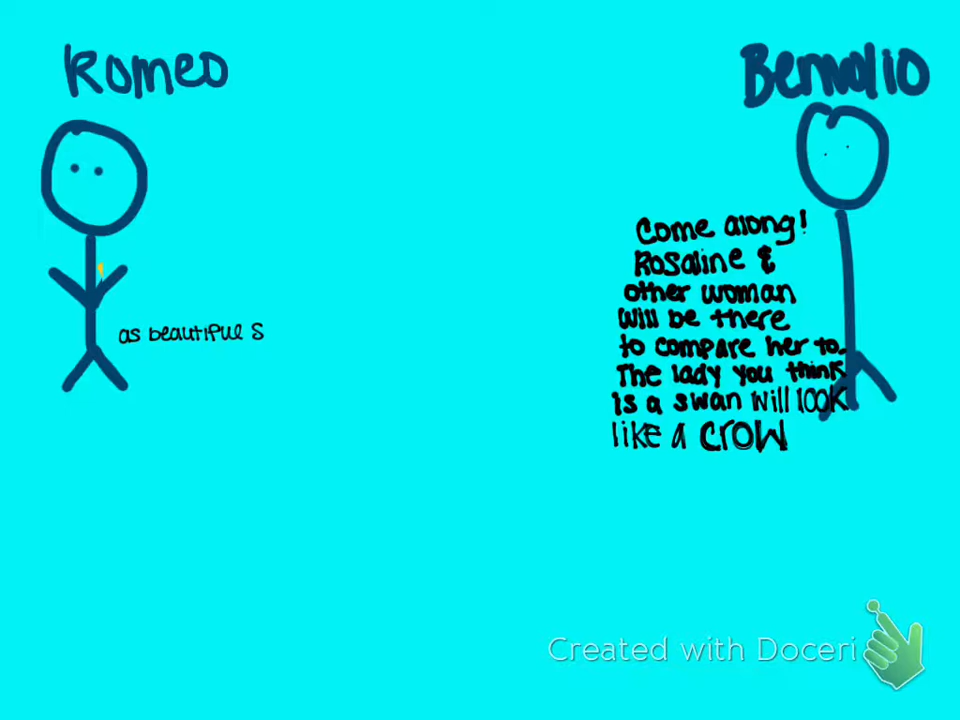 Romeo
Benvolio
Come along!
Rosaline &
other woman
will be there
to compare her to.
The lady you think
is a swan will look
like a crow
as beautiful s
Created with Doceri